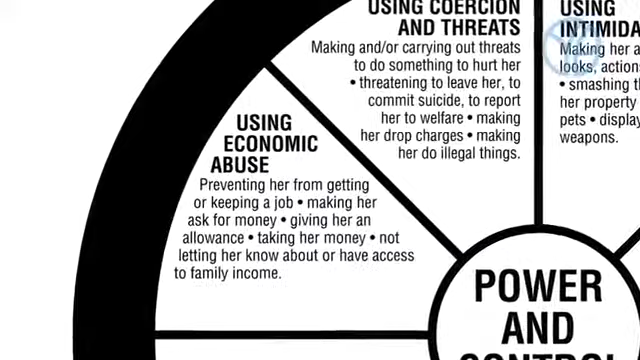 USING COERCION
AND THREATS
Making and/or carrying out threats
to do something to hurt her
• threatening to leave her, to
commit suicide, to report
her to welfare • making
her drop charges • making
her do illegal things.
USING
Making her
looks,
• smashing
her property
pets •
weapons.
USING
ECONOMIC
ABUSE
Preventing her from getting
or keeping a job • making her
ask for money • giving her an
allowance • taking her money • not
letting her know about or have access
to family income.
POWER
AND
CONTROL